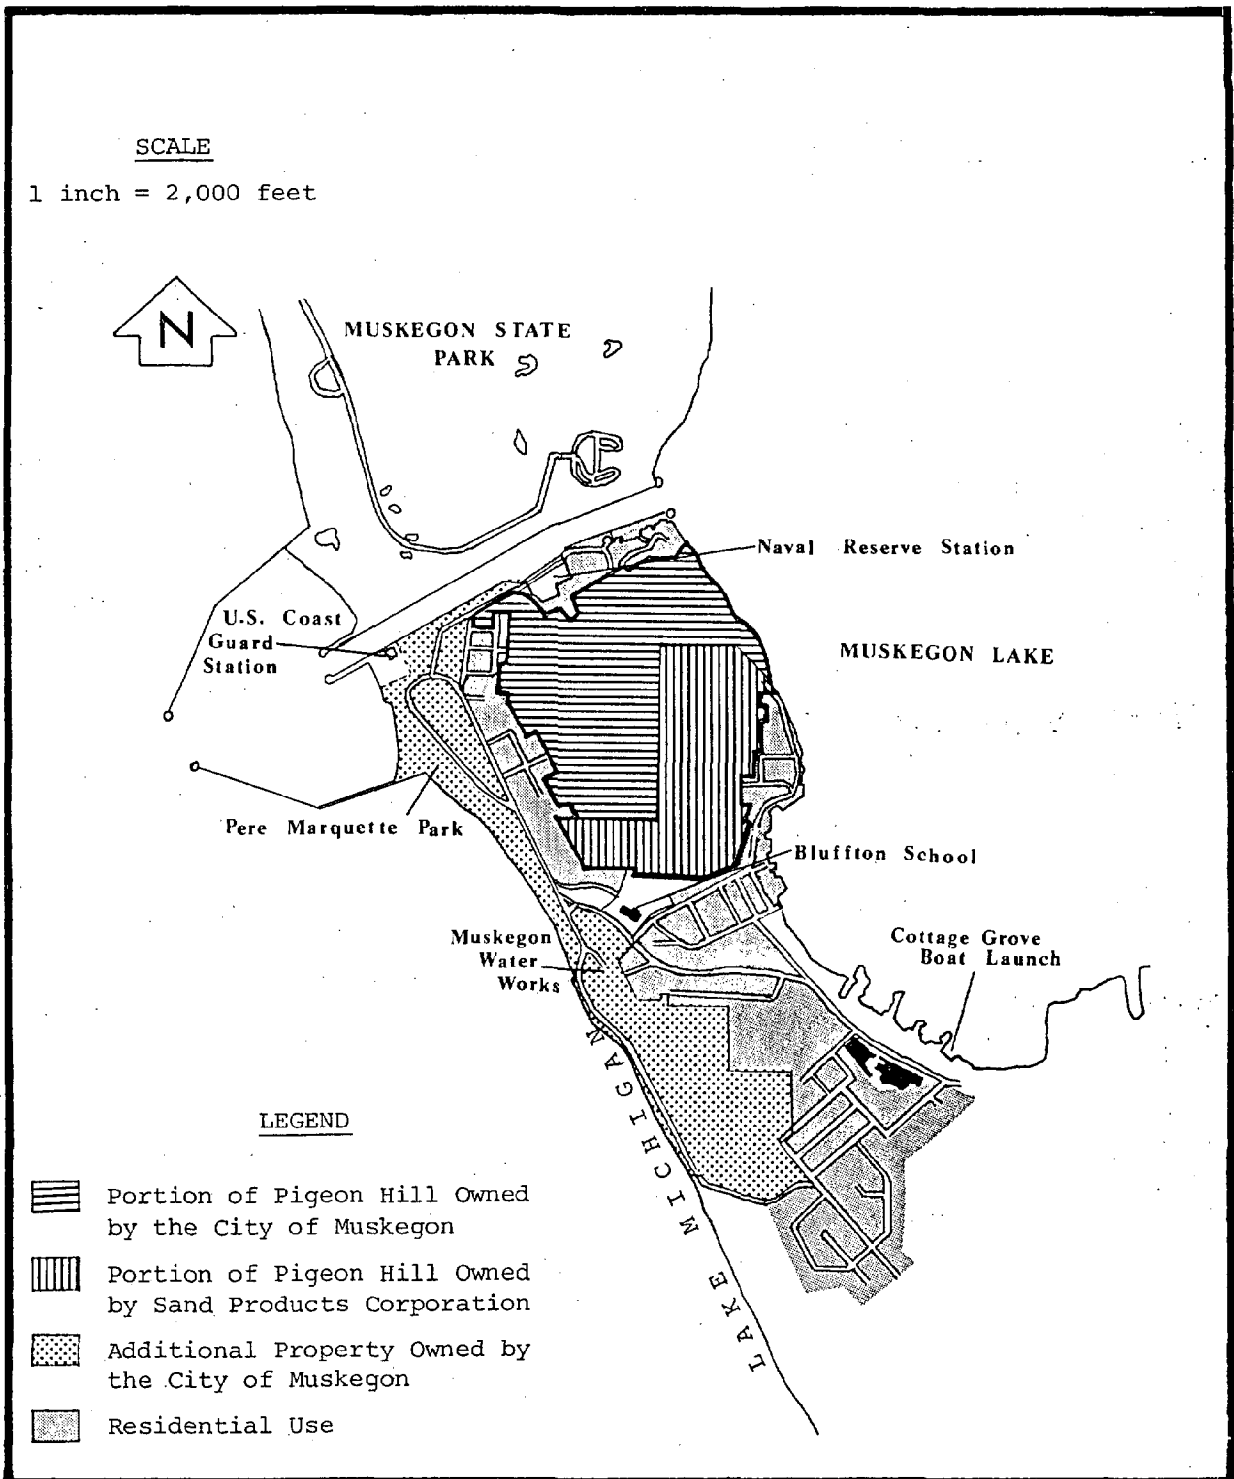 SCALE
1 inch = 2,000 feet
N
MUSKEGON STATE
PARK
Naval Reserve Station
U.S. Coast
Guard
Station
MUSKEGON LAKE
Pere Marquette Park
Bluffton School
Muskegon
Water
Works
Cottage Grove
Boat Launch
LAKE MICHIGAN
LEGEND
Portion of Pigeon Hill Owned
by the City of Muskegon
Portion of Pigeon Hill Owned
by Sand Products Corporation
Additional Property Owned by
the City of Muskegon
Residential Use